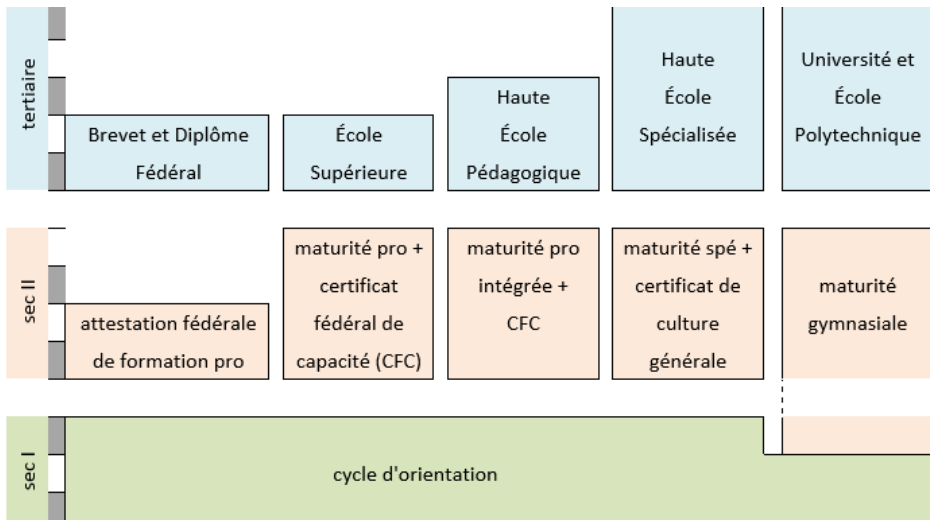 tertiaire
Brevet et Diplôme
Fédéral
École
Supérieure
Haute
École
Pédagogique
Haute
École
Spécialisée
Université et
École
Polytechnique
sec II
attestation fédérale
de formation pro
maturité pro +
certificat
fédéral de
capacité (CFC)
maturité pro
intégrée +
CFC
maturité spé +
certificat de
culture
générale
maturité
gymnasiale
sec I
cycle d'orientation